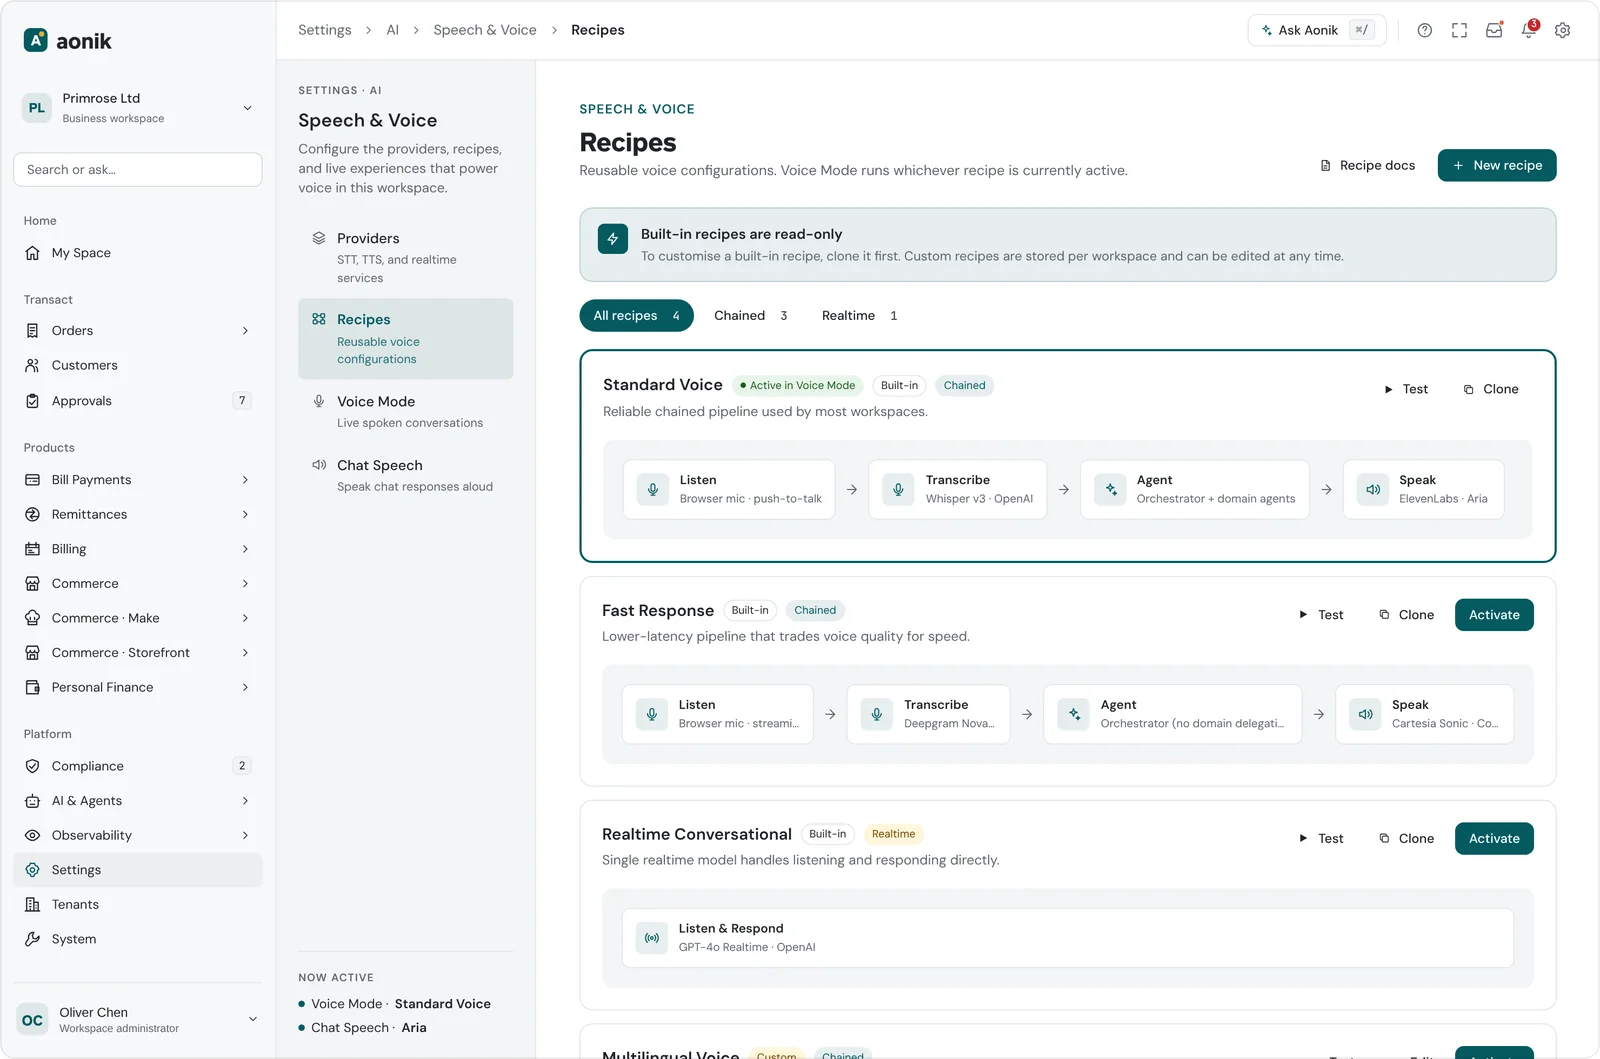 aonik
PL
Primrose Ltd
Business workspace
Search or ask...
Home
My Space
Transact
Orders
Customers
Approvals 7
Products
Bill Payments
Remittances
Billing
Commerce
Commerce · Make
Commerce · Storefront
Personal Finance
Platform
Compliance 2
AI & Agents
Observability
Settings
Tenants
System
OC
Oliver Chen
Workspace administrator
Settings > AI > Speech & Voice > Recipes
Ask Aonik ⌘/
3
SETTINGS · AI
Speech & Voice
Configure the providers, recipes,
and live experiences that power
voice in this workspace.
Providers
STT, TTS, and realtime
services
Recipes
Reusable voice
configurations
Voice Mode
Live spoken conversations
Chat Speech
Speak chat responses aloud
NOW ACTIVE
Voice Mode · Standard Voice
Chat Speech · Aria
SPEECH & VOICE
Recipes
Reusable voice configurations. Voice Mode runs whichever recipe is currently active.
Recipe docs
+ New recipe
Built-in recipes are read-only
To customise a built-in recipe, clone it first. Custom recipes are stored per workspace and can be edited at any time.
All recipes 4 Chained 3 Realtime 1
Standard Voice Active in Voice Mode Built-in Chained
Test Clone
Reliable chained pipeline used by most workspaces.
Listen
Browser mic · push-to-talk
Transcribe
Whisper v3 · OpenAI
Agent
Orchestrator + domain agents
Speak
ElevenLabs · Aria
Fast Response Built-in Chained
Test Clone Activate
Lower-latency pipeline that trades voice quality for speed.
Listen
Browser mic · streami...
Transcribe
Deepgram Nova...
Agent
Orchestrator (no domain delegati...
Speak
Cartesia Sonic · Co...
Realtime Conversational Built-in Realtime
Test Clone Activate
Single realtime model handles listening and responding directly.
Listen & Respond
GPT-4o Realtime · OpenAI
Multilingual Voice Custom Chained